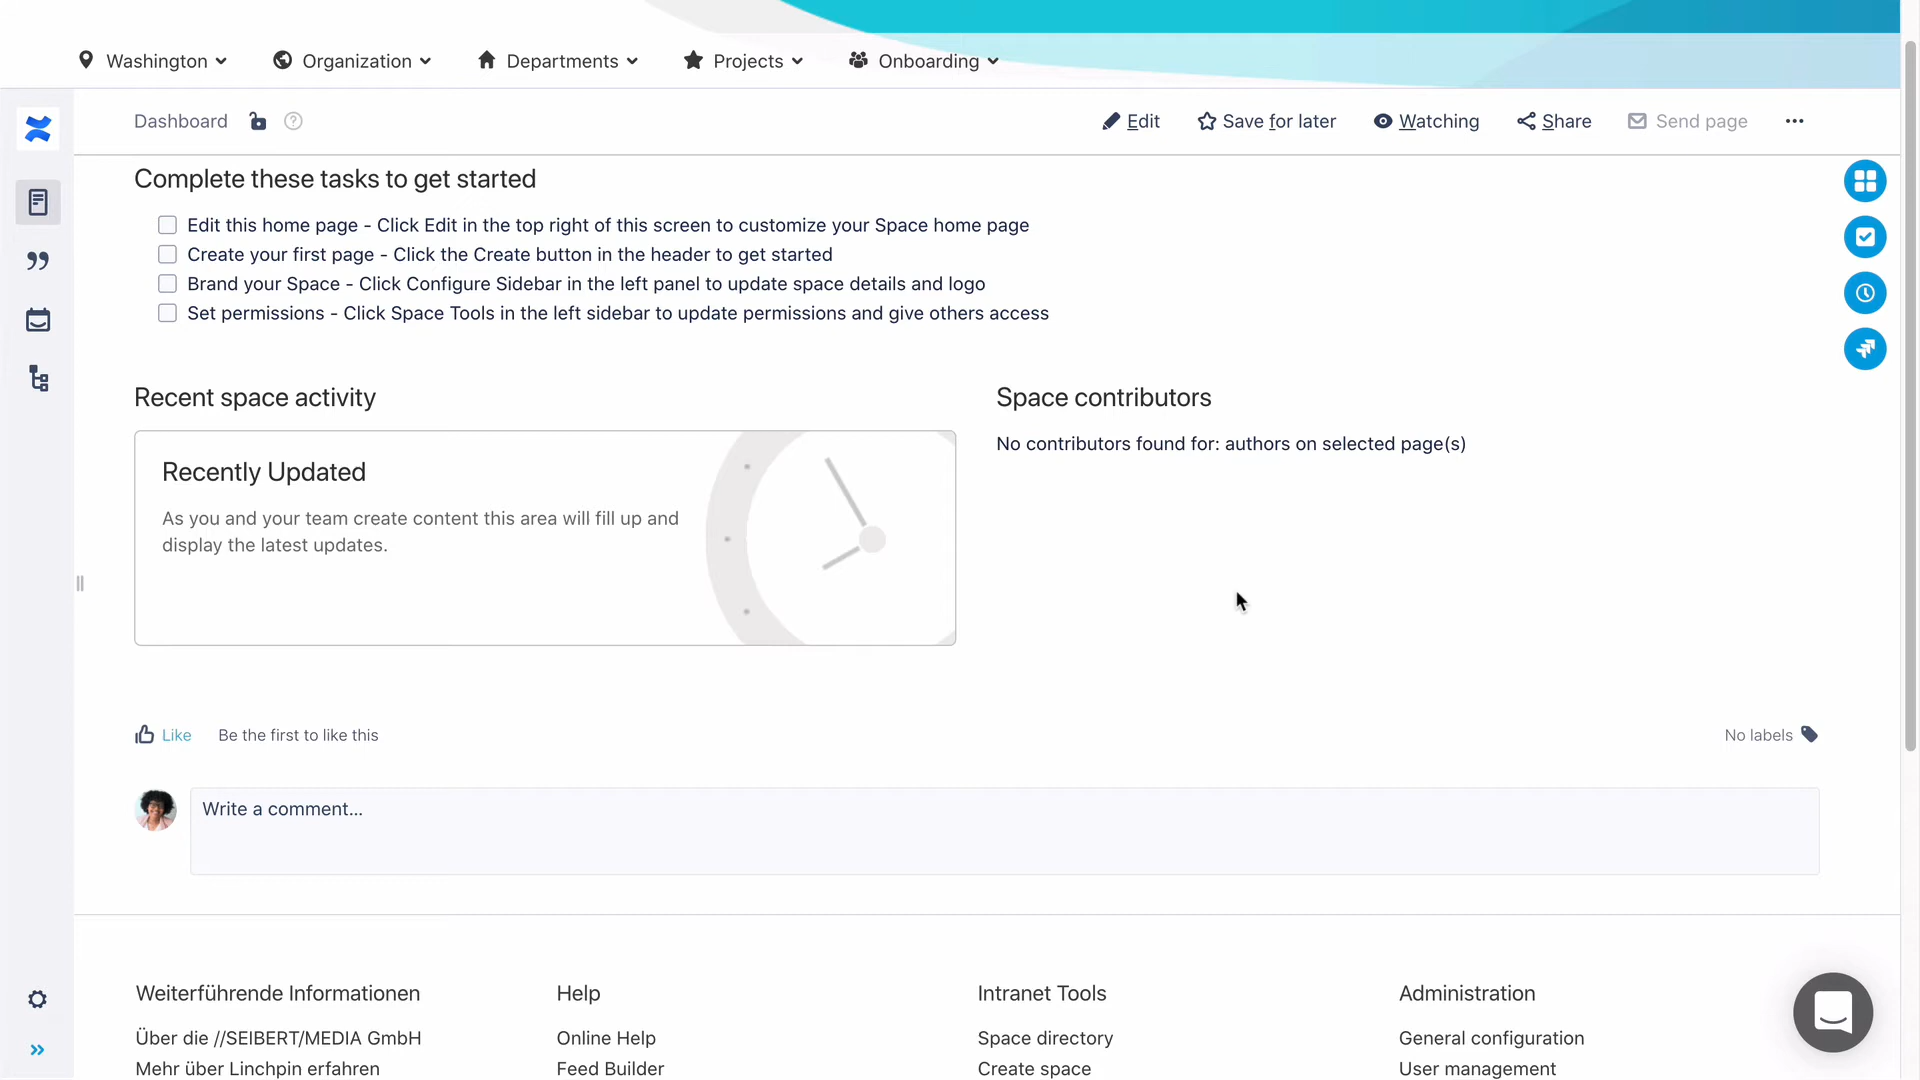 Washington
Organization
Departments
Projects
Onboarding
Dashboard
Edit
Save for later
Watching
Share
Send page
Complete these tasks to get started
Edit this home page - Click Edit in the top right of this screen to customize your Space home page
Create your first page - Click the Create button in the header to get started
Brand your Space - Click Configure Sidebar in the left panel to update space details and logo
Set permissions - Click Space Tools in the left sidebar to update permissions and give others access
Recent space activity
Recently Updated
As you and your team create content this area will fill up and
display the latest updates.
Space contributors
No contributors found for: authors on selected page(s)
Like
Be the first to like this
No labels
Write a comment...
Weiterführende Informationen
Über die //SEIBERT/MEDIA GmbH
Mehr über Linchpin erfahren
Help
Online Help
Feed Builder
Intranet Tools
Space directory
Create space
Administration
General configuration
User management